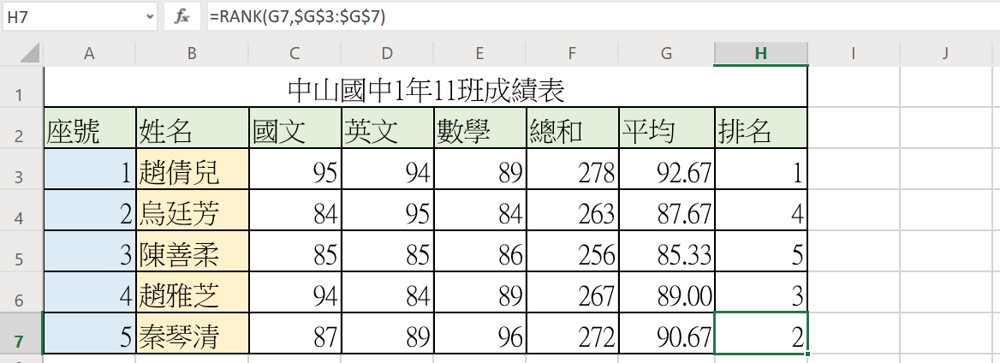 H7 fx =RANK(G7,$G$3:$G$7)
A B C D E F G H I J
1 中山國中1年11班成績表
2 座號 姓名 國文 英文 數學 總和 平均 排名
3 1 趙倩兒 95 94 89 278 92.67 1
4 2 烏廷芳 84 95 84 263 87.67 4
5 3 陳善柔 85 85 86 256 85.33 5
6 4 趙雅芝 94 84 89 267 89.00 3
7 5 秦琴清 87 89 96 272 90.67 2